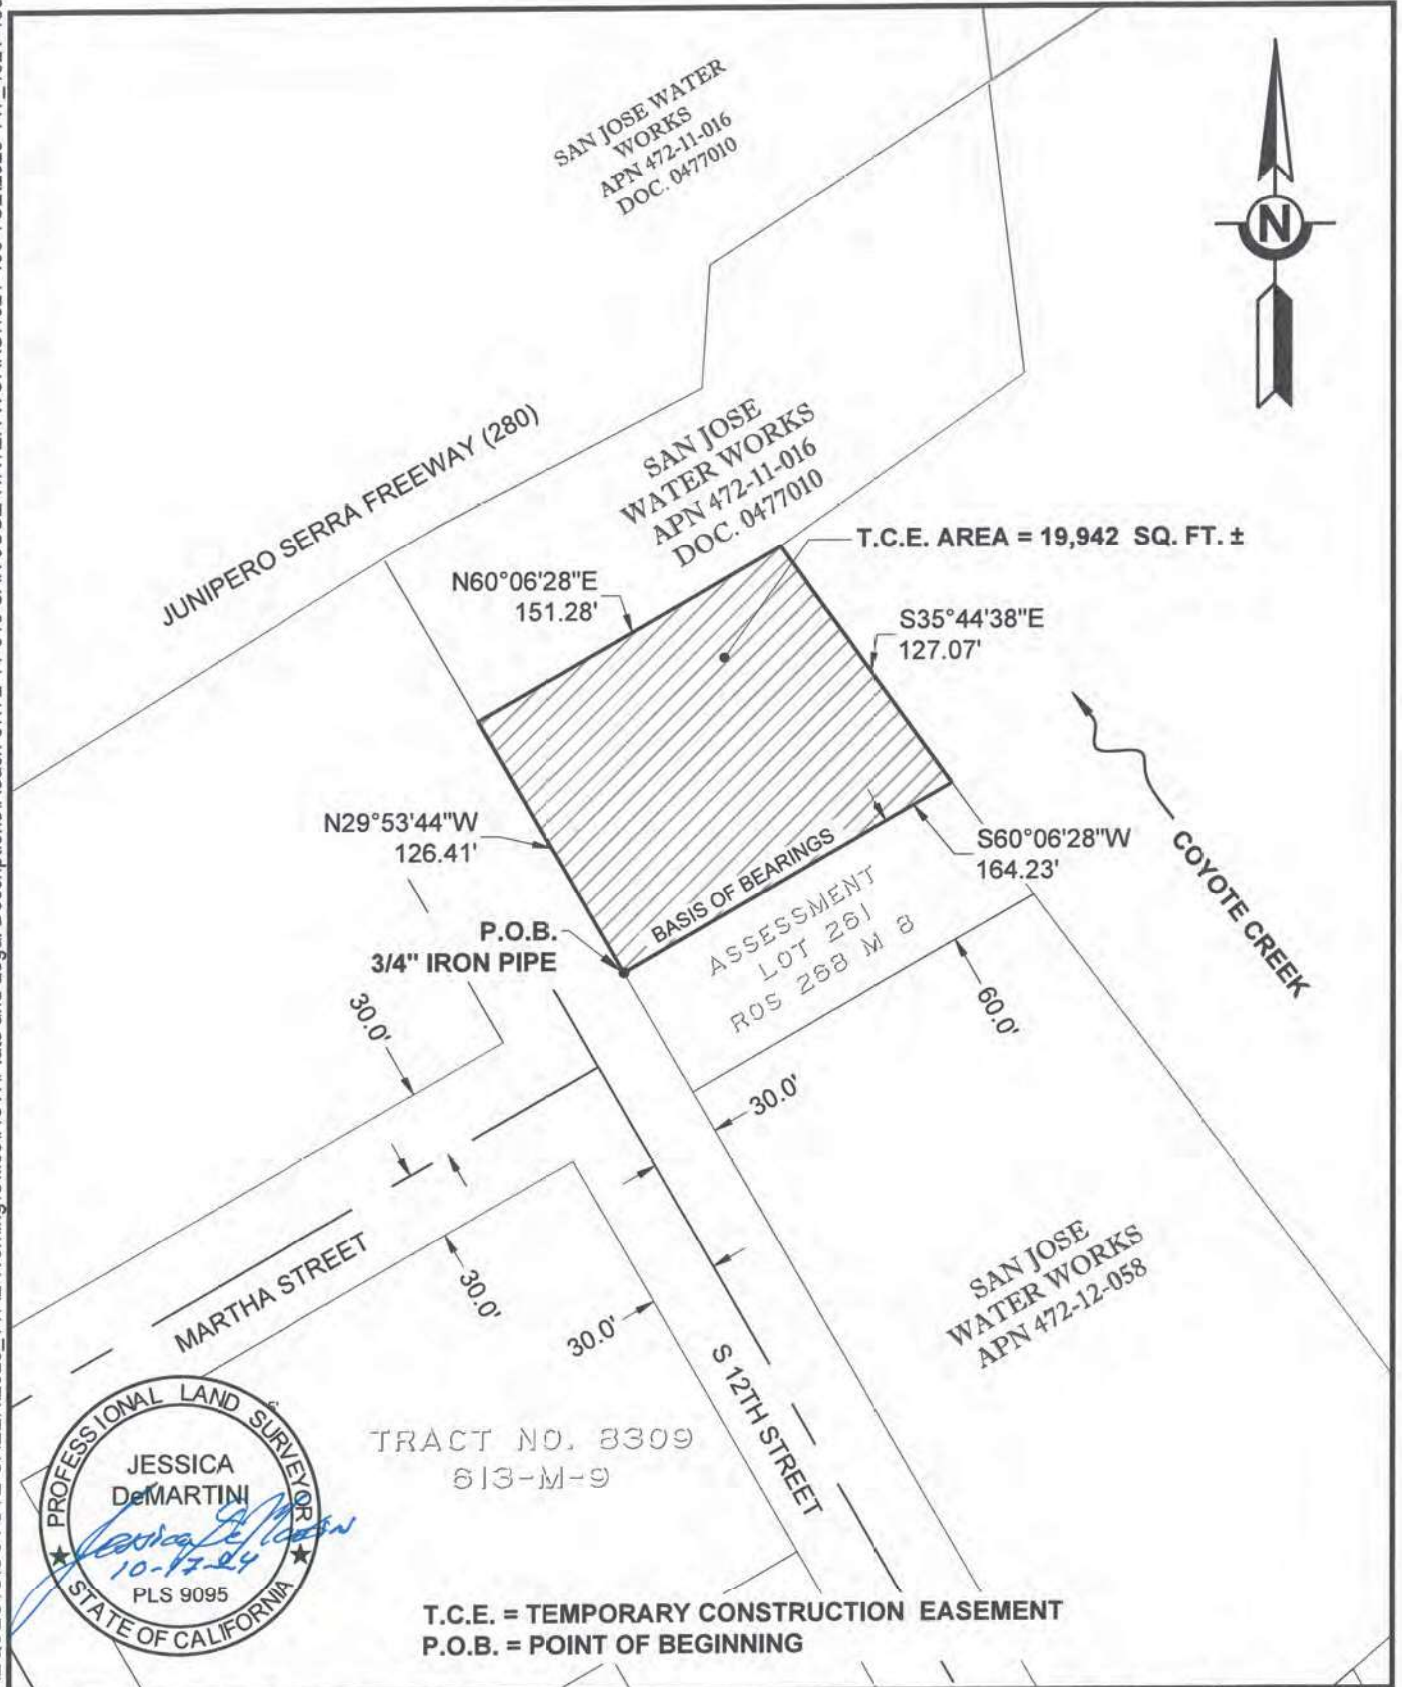 SAN JOSE WATER
WORKS
APN 472-11-016
DOC. 0477010
N
JUNIPERO SERRA FREEWAY (280)
SAN JOSE
WATER WORKS
APN 472-11-016
DOC. 0477010
T.C.E. AREA = 19,942 SQ. FT. ±
N60°06'28"E
151.28'
S35°44'38"E
127.07'
N29°53'44"W
126.41'
S60°06'28"W
164.23'
BASIS OF BEARINGS
COYOTE CREEK
P.O.B.
3/4" IRON PIPE
ASSESSMENT
LOT 261
ROS 268 M 8
30.0'
60.0'
30.0'
MARTHA STREET
30.0'
30.0'
S 12TH STREET
SAN JOSE
WATER WORKS
APN 472-12-058
TRACT NO. 8309
613-M-9
PROFESSIONAL LAND SURVEYOR
JESSICA
DeMARTINI
10-17-24
PLS 9095
STATE OF CALIFORNIA
T.C.E. = TEMPORARY CONSTRUCTION EASEMENT
P.O.B. = POINT OF BEGINNING